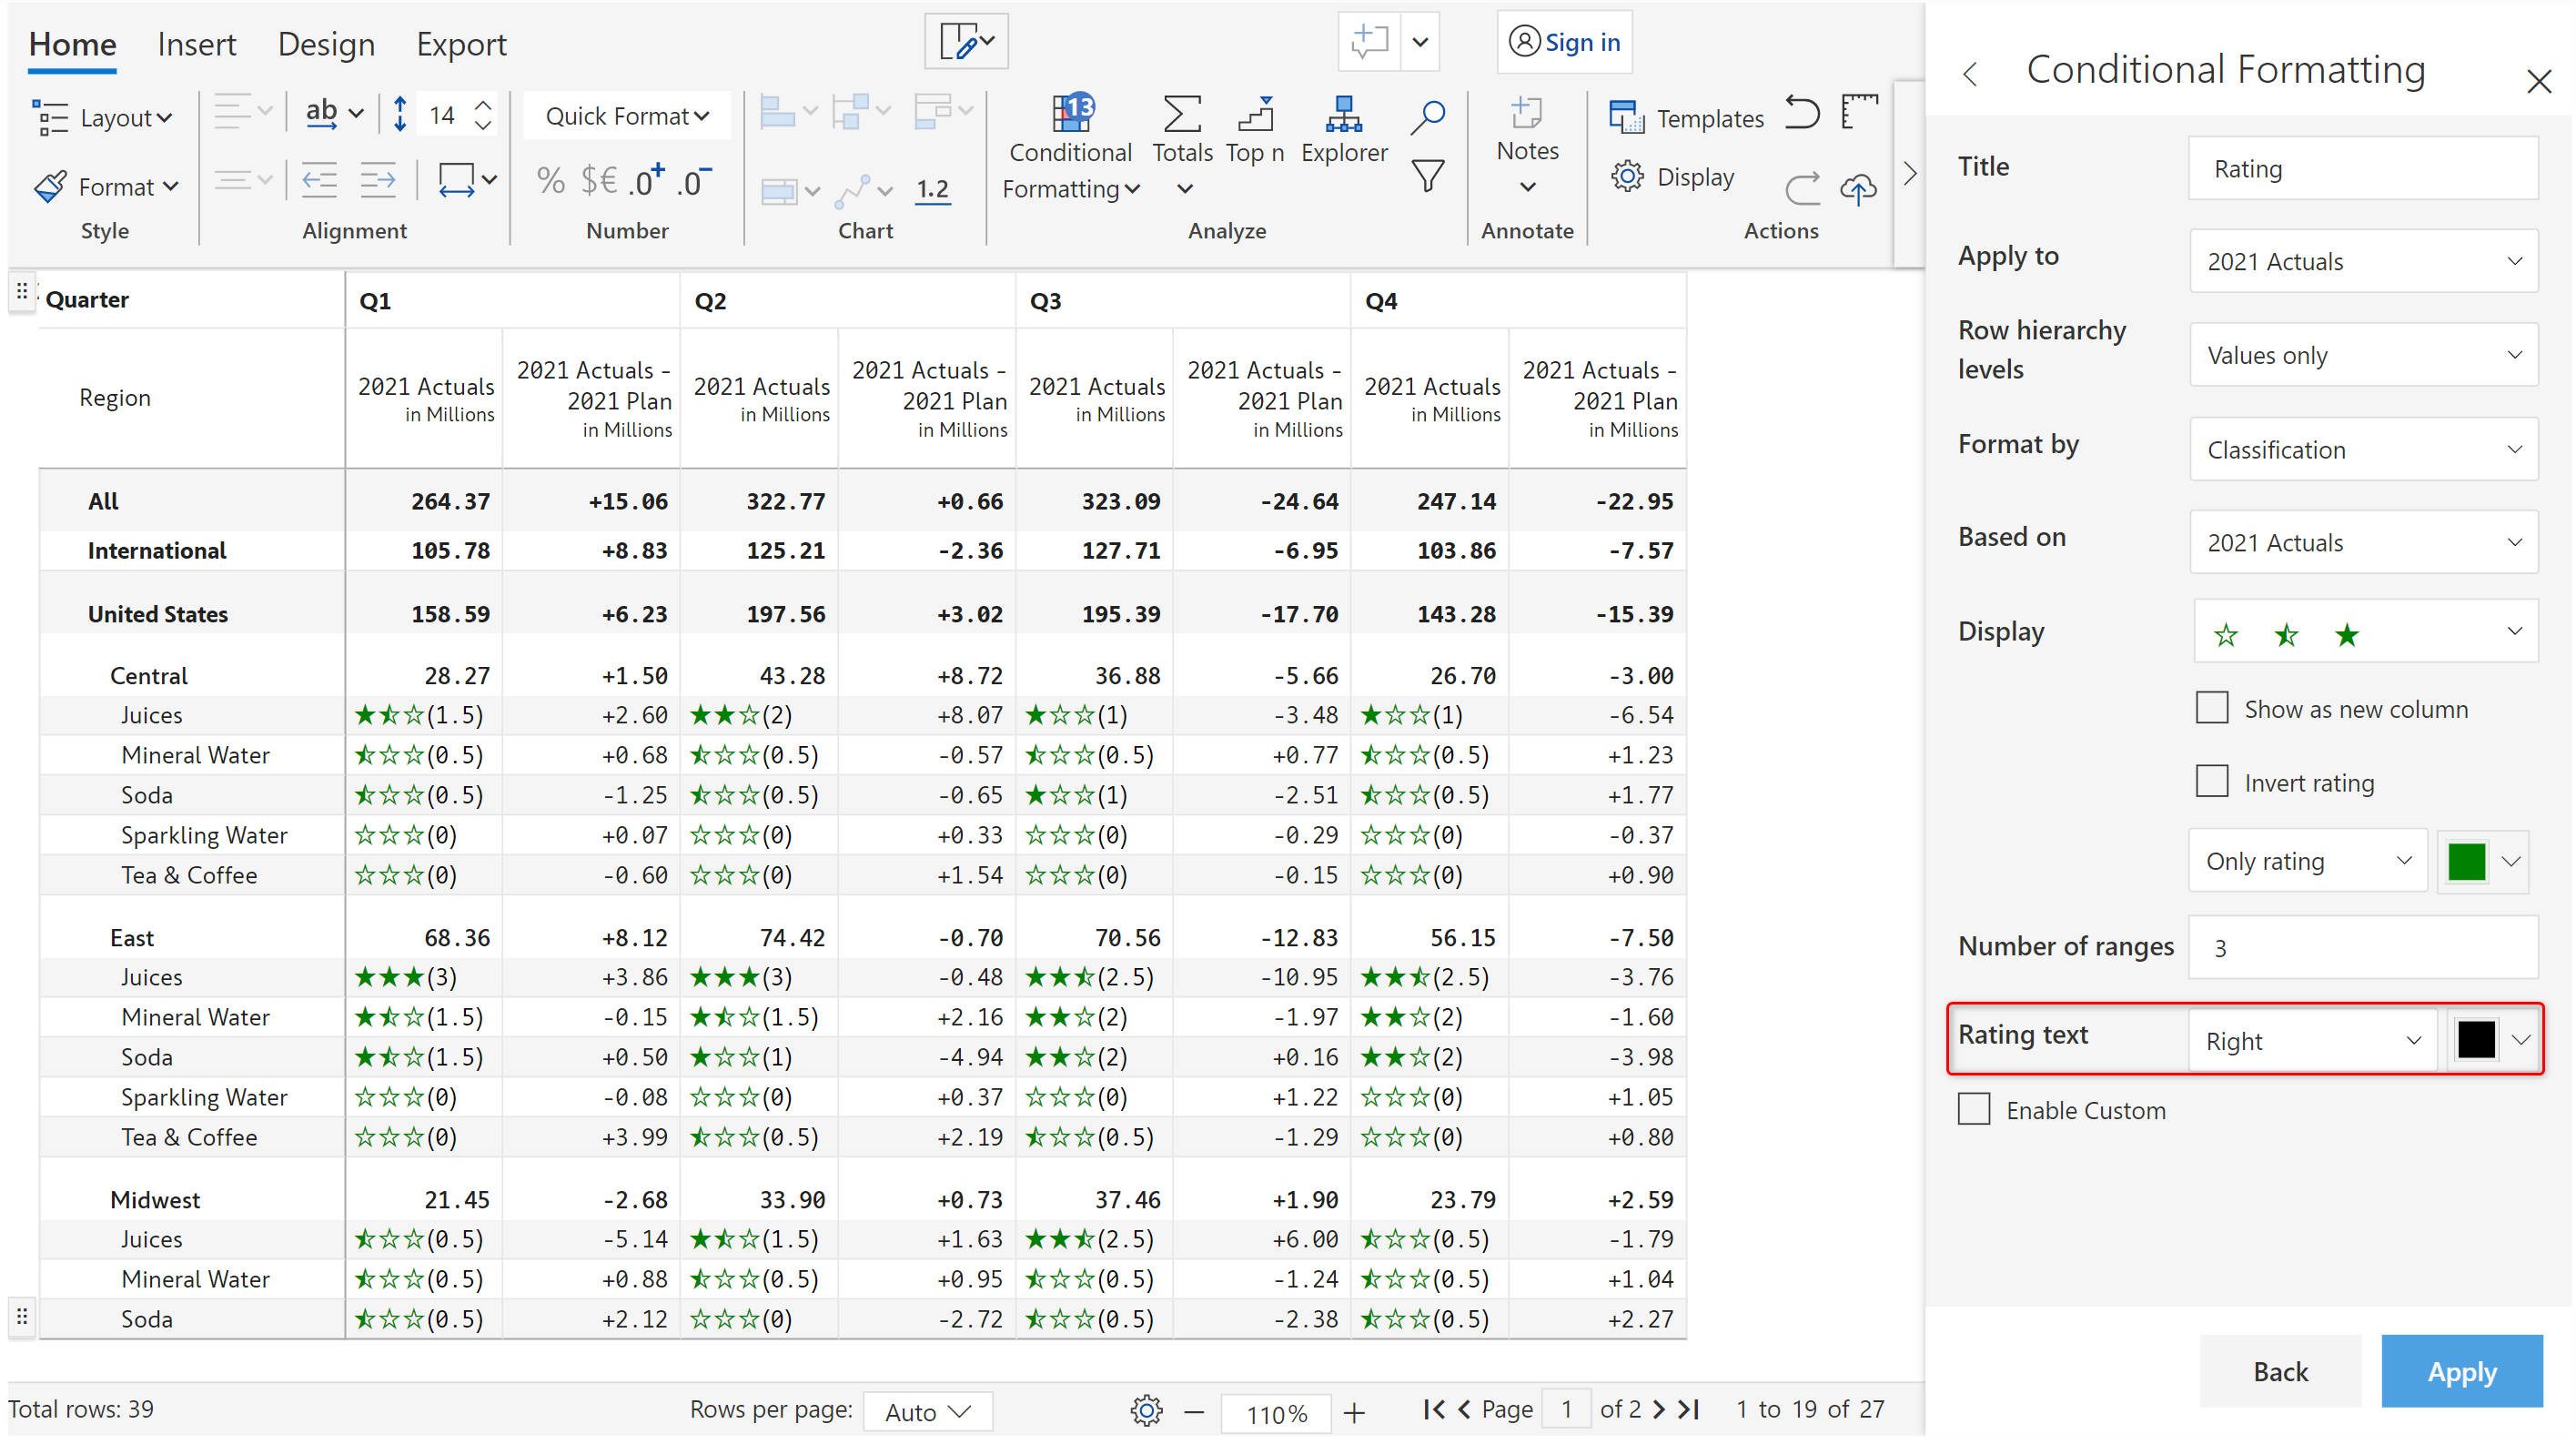 Home Insert Design Export Sign in
Layout ab 14 Quick Format 13 Templates
Conditional Formatting Totals Top n Explorer Notes
Format % $€ .0+ .0- 1.2 Display
Style Alignment Number Chart Analyze Annotate Actions
Quarter Q1 Q2 Q3 Q4
Region 2021 Actuals in Millions 2021 Actuals - 2021 Plan in Millions 2021 Actuals in Millions 2021 Actuals - 2021 Plan in Millions 2021 Actuals in Millions 2021 Actuals - 2021 Plan in Millions 2021 Actuals in Millions 2021 Actuals - 2021 Plan in Millions
All 264.37 +15.06 322.77 +0.66 323.09 -24.64 247.14 -22.95
International 105.78 +8.83 125.21 -2.36 127.71 -6.95 103.86 -7.57
United States 158.59 +6.23 197.56 +3.02 195.39 -17.70 143.28 -15.39
Central 28.27 +1.50 43.28 +8.72 36.88 -5.66 26.70 -3.00
Juices (1.5) +2.60 (2) +8.07 (1) -3.48 (1) -6.54
Mineral Water (0.5) +0.68 (0.5) -0.57 (0.5) +0.77 (0.5) +1.23
Soda (0.5) -1.25 (0.5) -0.65 (1) -2.51 (0.5) +1.77
Sparkling Water (0) +0.07 (0) +0.33 (0) -0.29 (0) -0.37
Tea & Coffee (0) -0.60 (0) +1.54 (0) -0.15 (0) +0.90
East 68.36 +8.12 74.42 -0.70 70.56 -12.83 56.15 -7.50
Juices (3) +3.86 (3) -0.48 (2.5) -10.95 (2.5) -3.76
Mineral Water (1.5) -0.15 (1.5) +2.16 (2) -1.97 (2) -1.60
Soda (1.5) +0.50 (1) -4.94 (2) +0.16 (2) -3.98
Sparkling Water (0) -0.08 (0) +0.37 (0) +1.22 (0) +1.05
Tea & Coffee (0) +3.99 (0.5) +2.19 (0.5) -1.29 (0) +0.80
Midwest 21.45 -2.68 33.90 +0.73 37.46 +1.90 23.79 +2.59
Juices (0.5) -5.14 (1.5) +1.63 (2.5) +6.00 (0.5) -1.79
Mineral Water (0.5) +0.88 (0.5) +0.95 (0.5) -1.24 (0.5) +1.04
Soda (0.5) +2.12 (0) -2.72 (0.5) -2.38 (0.5) +2.27
Total rows: 39 Rows per page: Auto 110% Page 1 of 2 1 to 19 of 27
Conditional Formatting
Title Rating
Apply to 2021 Actuals
Row hierarchy levels Values only
Format by Classification
Based on 2021 Actuals
Display
Show as new column
Invert rating
Only rating
Number of ranges 3
Rating text Right
Enable Custom
Back Apply